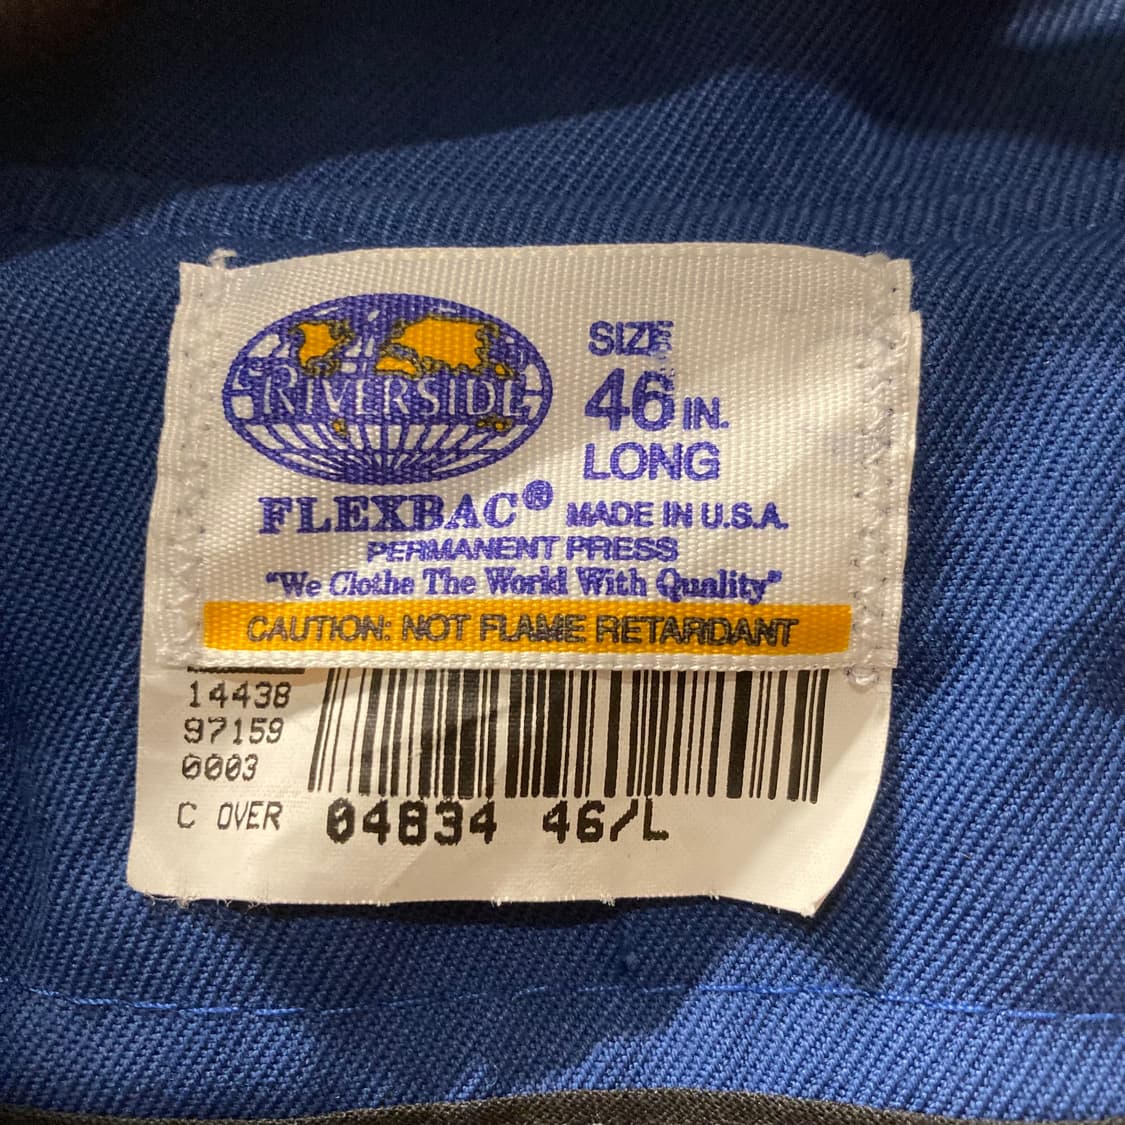 RIVERSIDE
SIZE
46 IN.
LONG
FLEXBAC® MADE IN U.S.A.
PERMANENT PRESS
"We Clothe The World With Quality"
CAUTION: NOT FLAME RETARDANT
14438
97159
0003
C OVER
04834 46/L